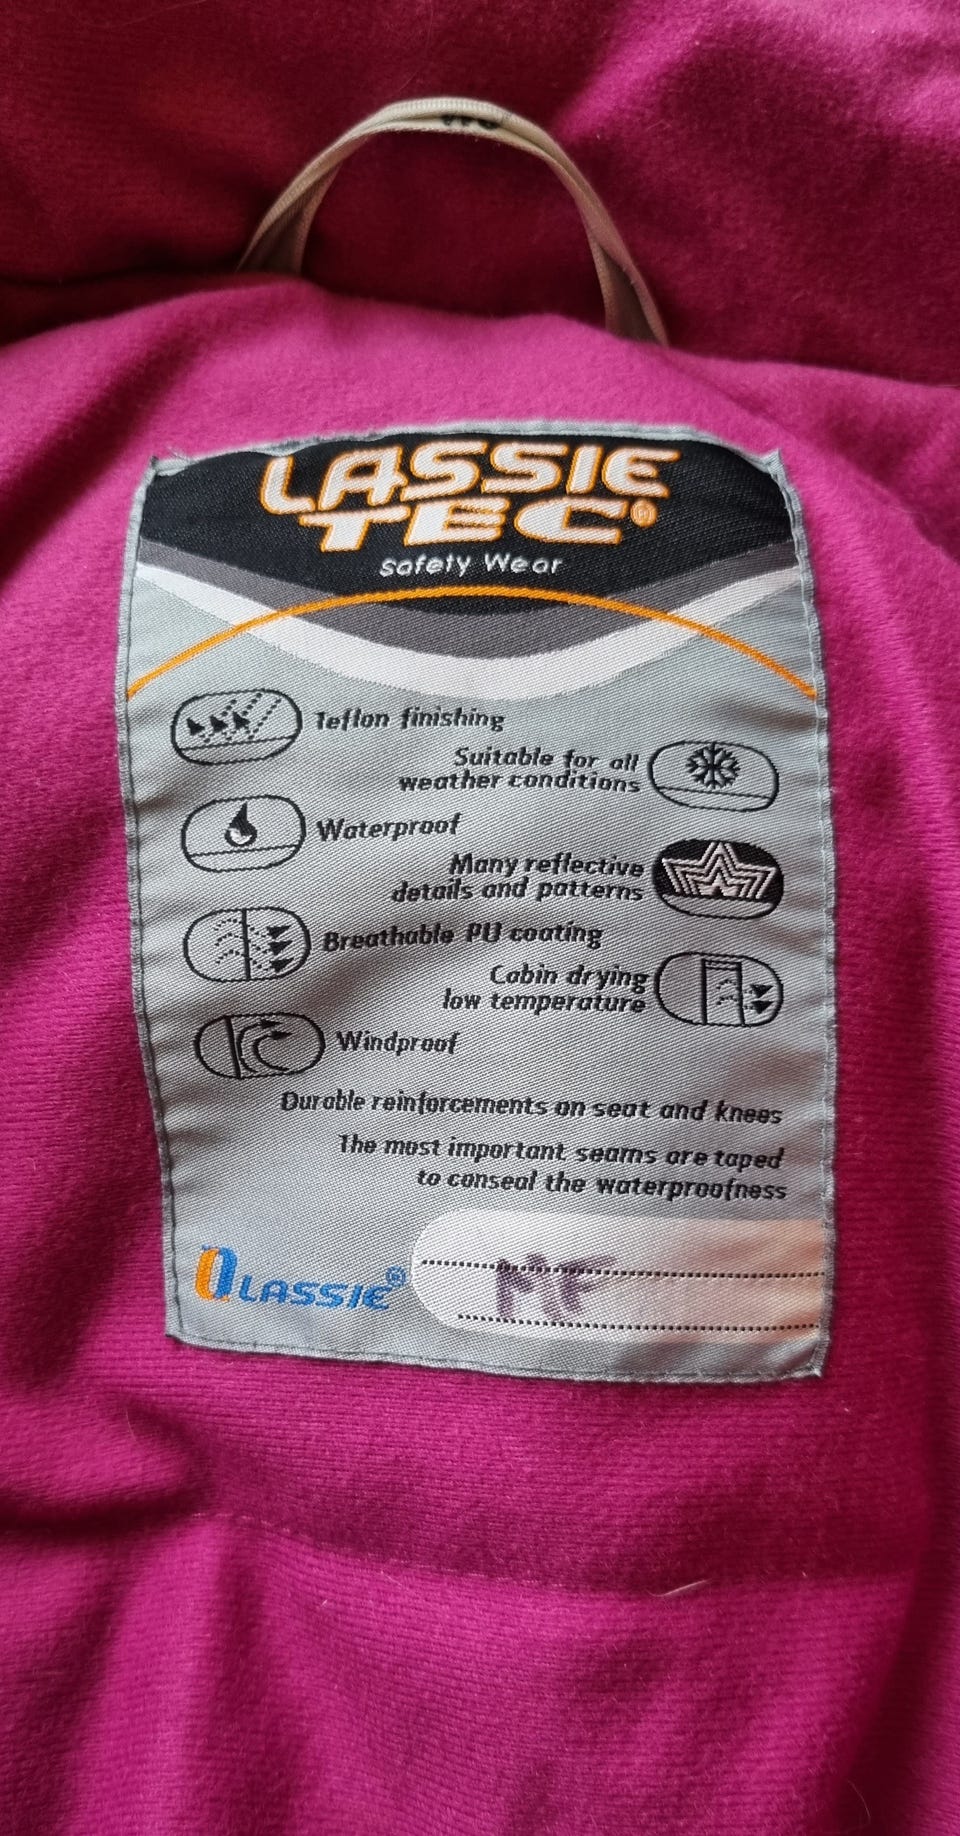 LASSIE
TEC®
Safety Wear
Teflon finishing
Suitable for all
weather conditions
Waterproof
Many reflective
details and patterns
Breathable PU coating
Cabin drying
low temperature
Windproof
Durable reinforcements on seat and knees
The most important seams are taped
to conseal the waterproofness
LASSIE®
MF